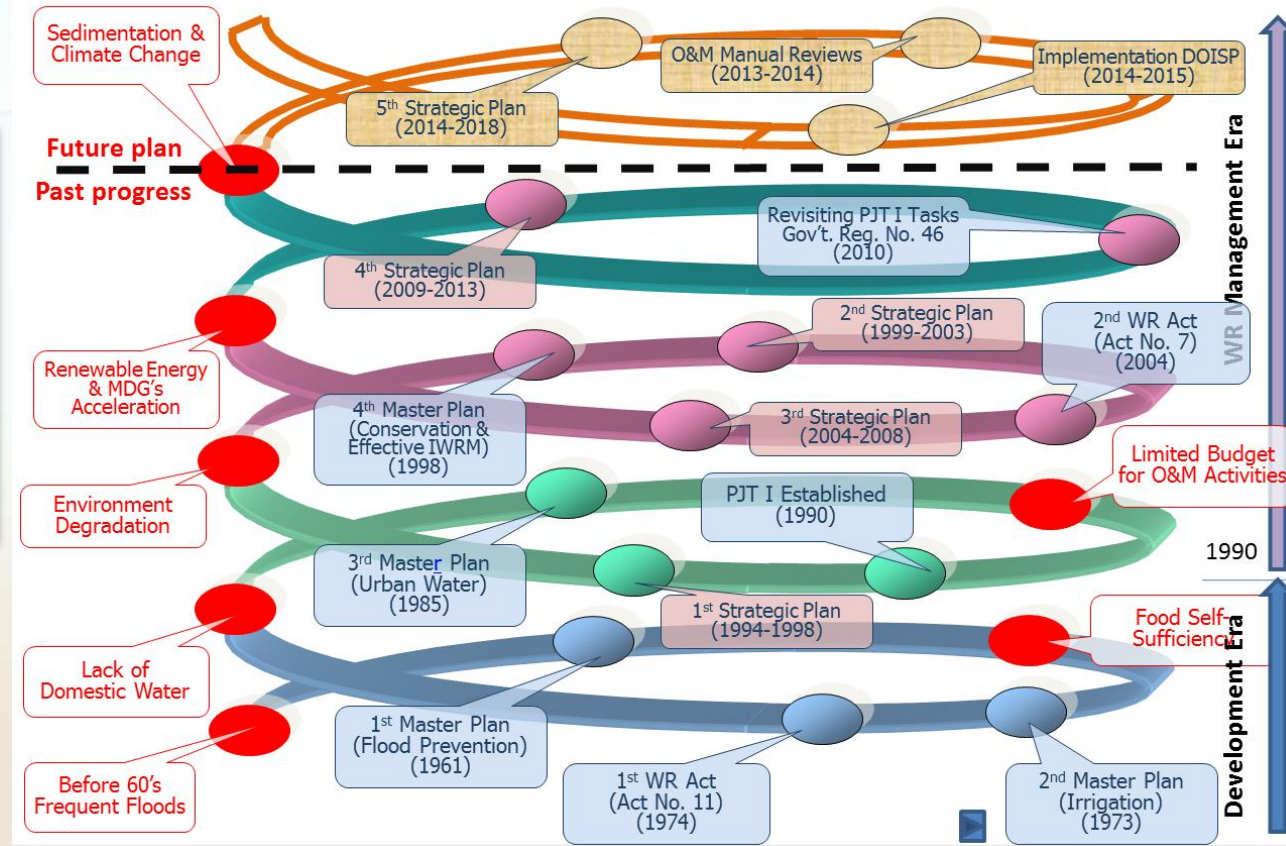 Sedimentation &
Climate Change
O&M Manual Reviews
(2013-2014)
Implementation DOISP
(2014-2015)
5th Strategic Plan
(2014-2018)
Future plan
Past progress
Revisiting PJT I Tasks
Gov't. Reg. No. 46
(2010)
4th Strategic Plan
(2009-2013)
WR Management Era
2nd Strategic Plan
(1999-2003)
2nd WR Act
(Act No. 7)
(2004)
Renewable Energy
& MDG's
Acceleration
4th Master Plan
(Conservation &
Effective IWRM)
(1998)
3rd Strategic Plan
(2004-2008)
Limited Budget
for O&M Activities
Environment
Degradation
PJT I Established
(1990)
3rd Master Plan
(Urban Water)
(1985)
1990
1st Strategic Plan
(1994-1998)
Food Self-
Sufficiency
Lack of
Domestic Water
1st Master Plan
(Flood Prevention)
(1961)
Development Era
Before 60's
Frequent Floods
1st WR Act
(Act No. 11)
(1974)
2nd Master Plan
(Irrigation)
(1973)